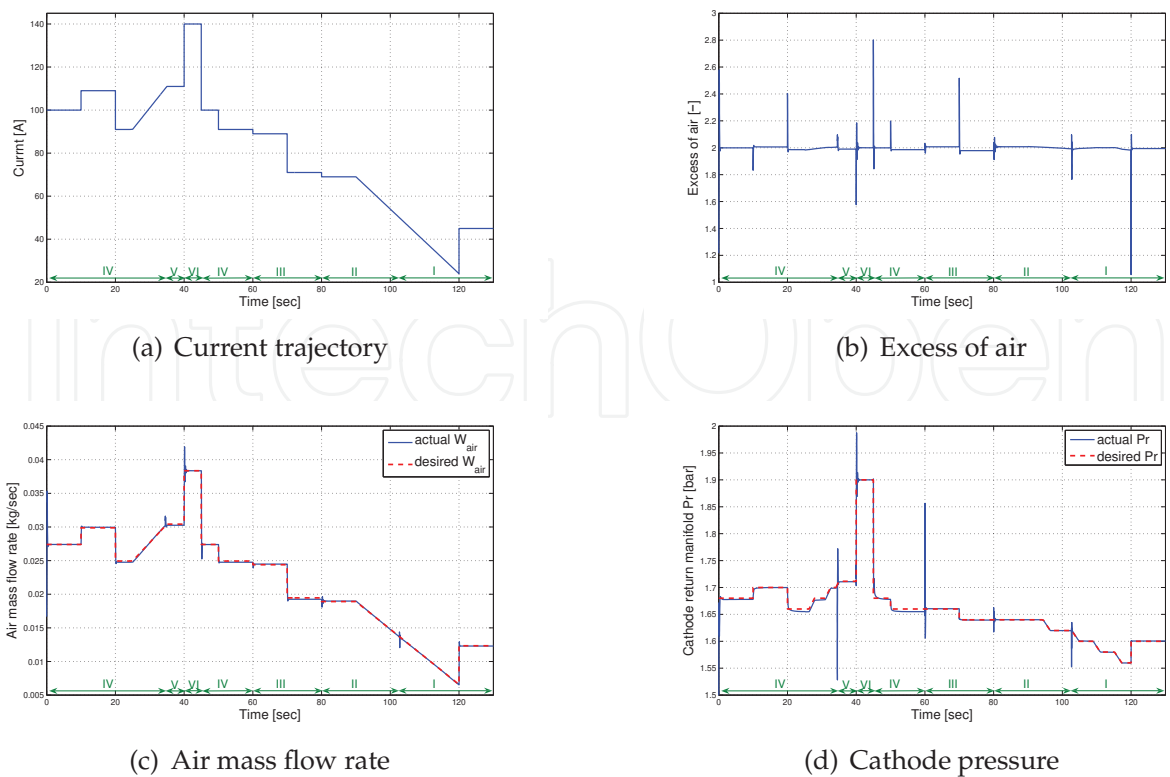 140
120
100
80
60
40
20
0 20 40 60 80 100 120
Currnt [A]
Time [sec]
IV V VI IV III II I
(a) Current trajectory
3
2.8
2.6
2.4
2.2
2
1.8
1.6
1.4
1.2
1
0 20 40 60 80 100 120
Excess of air [−]
Time [sec]
IV V VI IV III II I
(b) Excess of air
0.045
0.04
0.035
0.03
0.025
0.02
0.015
0.01
0.005
0 20 40 60 80 100 120
Air mass flow rate [kg/sec]
Time [sec]
actual W_air
desired W_air
IV V VI IV III II I
(c) Air mass flow rate
2
1.95
1.9
1.85
1.8
1.75
1.7
1.65
1.6
1.55
1.5
0 20 40 60 80 100 120
Cathode return manifold Pr [bar]
Time [sec]
actual Pr
desired Pr
IV V VI IV III II I
(d) Cathode pressure
IntechOpen